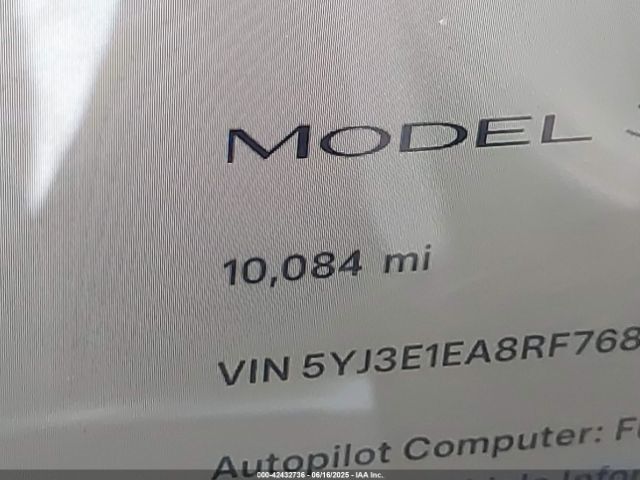 MODEL
10,084 mi
VIN 5YJ3E1EA8RF768
Autopilot Computer: F
000-42432736 - 06/16/2025 - IAA Inc.